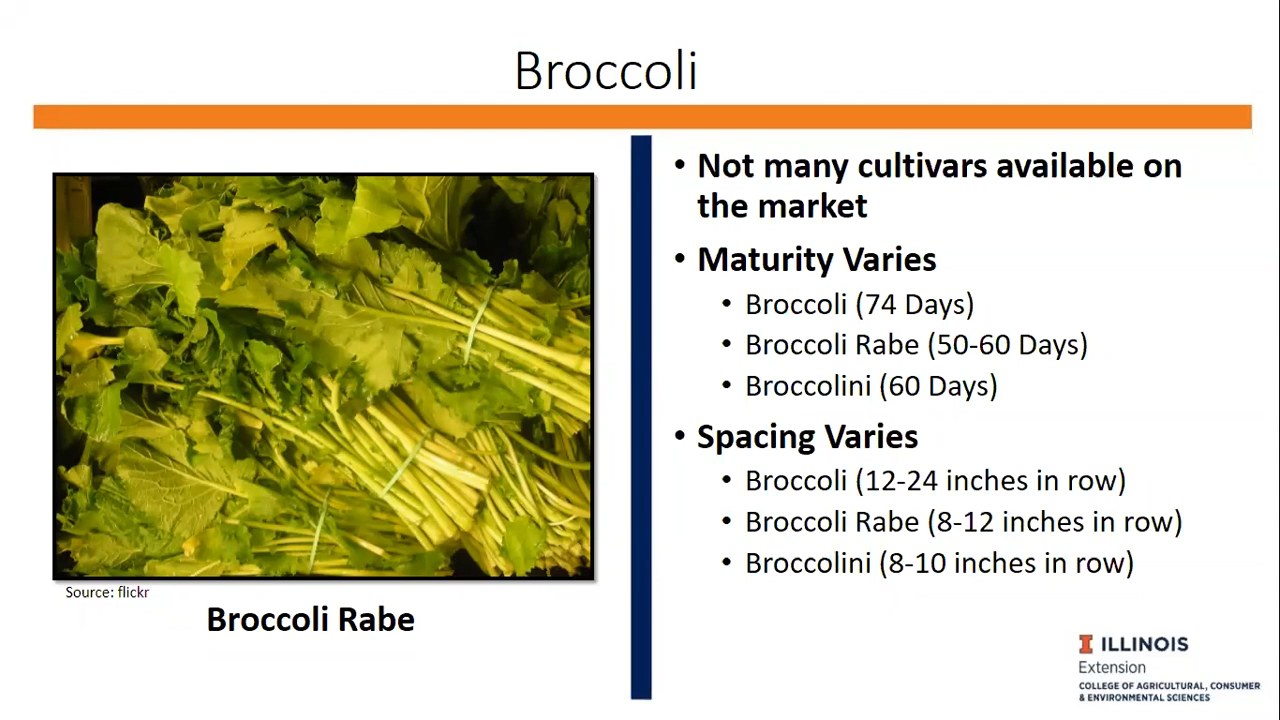 Broccoli
Source: flickr
Broccoli Rabe
• Not many cultivars available on
the market
• Maturity Varies
• Broccoli (74 Days)
• Broccoli Rabe (50-60 Days)
• Broccolini (60 Days)
• Spacing Varies
• Broccoli (12-24 inches in row)
• Broccoli Rabe (8-12 inches in row)
• Broccolini (8-10 inches in row)
I ILLINOIS
Extension
COLLEGE OF AGRICULTURAL, CONSUMER
& ENVIRONMENTAL SCIENCES